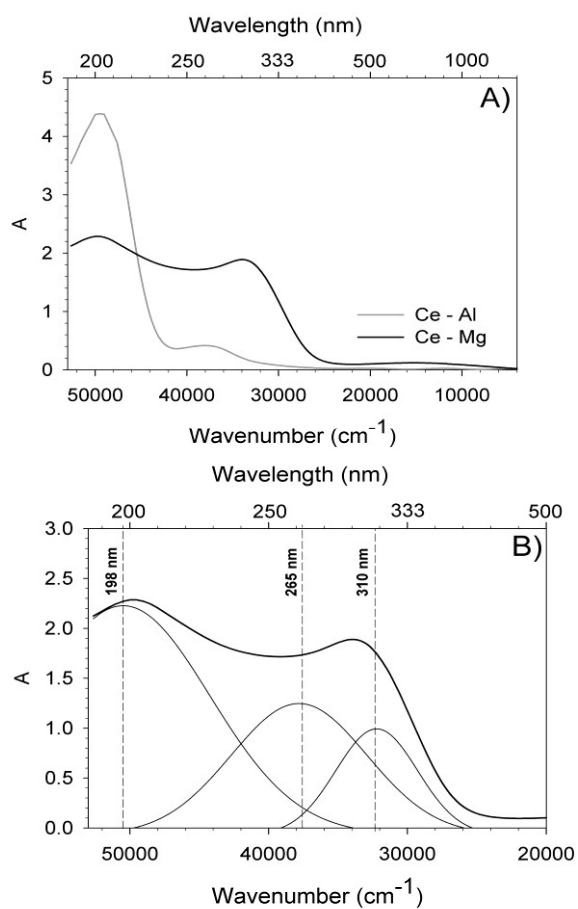 Wavelength (nm)
200 250 333 500 1000
A)
5
4
3
2
1
0
A
Ce - Al
Ce - Mg
50000 40000 30000 20000 10000
Wavenumber (cm⁻¹)
Wavelength (nm)
200 250 333 500
B)
3.0
2.5
2.0
1.5
1.0
0.5
0.0
A
198 nm
265 nm
310 nm
50000 40000 30000 20000
Wavenumber (cm⁻¹)